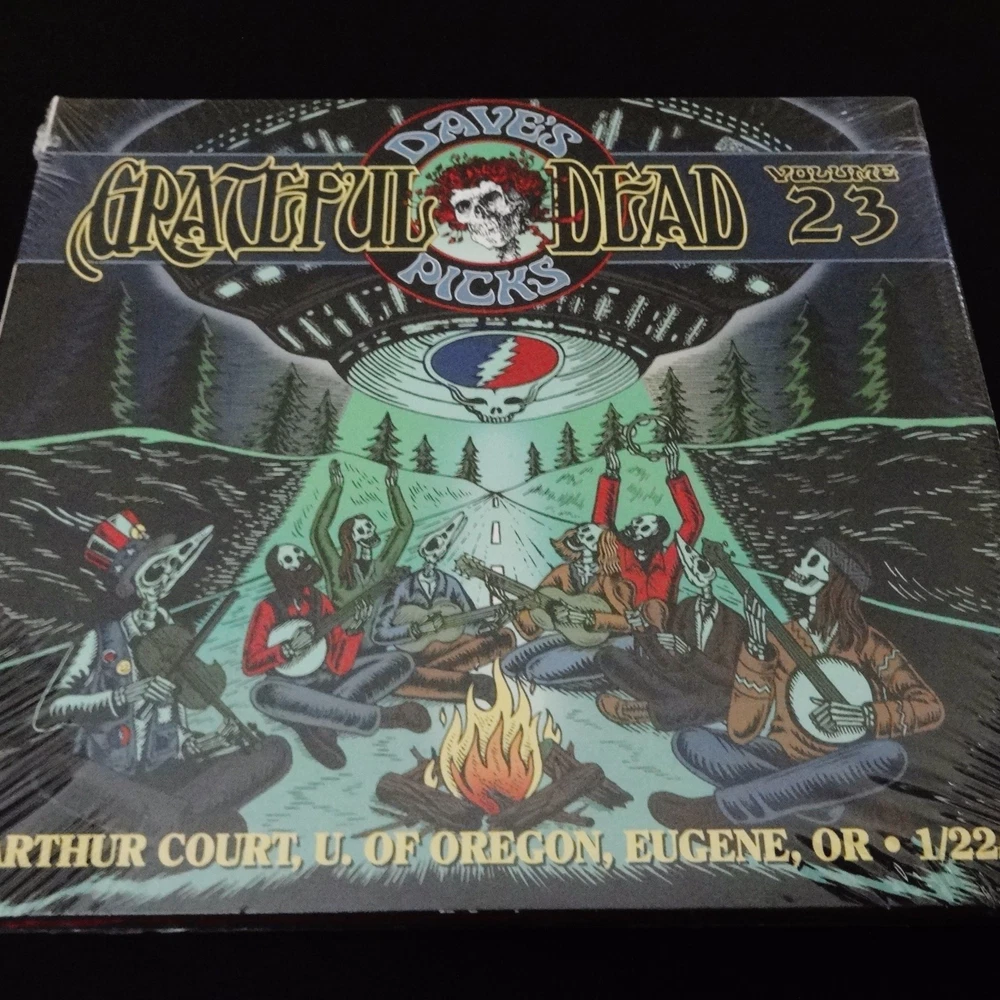 DAVE'S
GRATEFUL DEAD
VOLUME
23
PICKS
ARTHUR COURT, U. OF OREGON, EUGENE, OR • 1/22